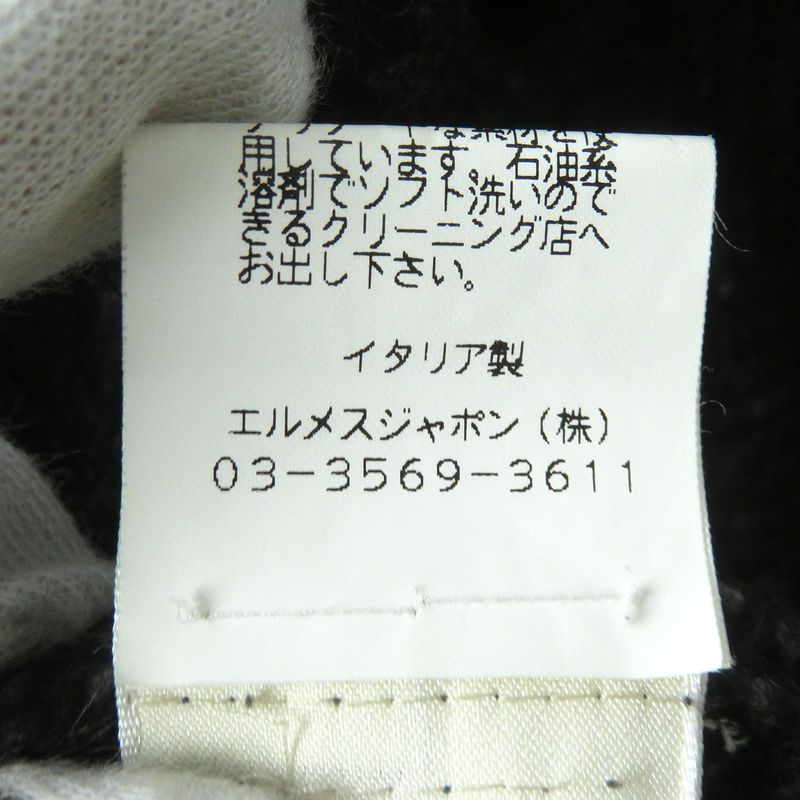 用しています。石油系
溶剤でソフト洗いので
きるクリーニング店へ
お出し下さい。
イタリア製
エルメスジャポン(株)
03-3569-3611